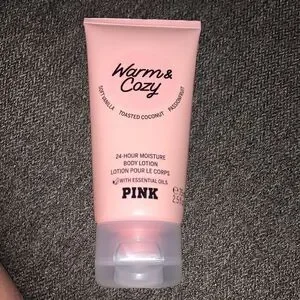 Warm &
Cozy
SOFT VANILLA TOASTED COCONUT PASSIONFRUIT
24-HOUR MOISTURE
BODY LOTION
LOTION POUR LE CORPS
WITH ESSENTIAL OILS
PINK